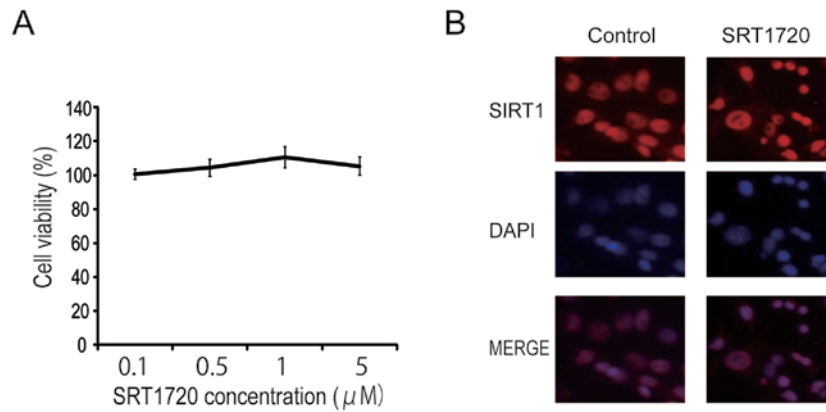 A
Cell viability (%)
140
120
100
80
60
40
20
0
0.1 0.5 1 5
SRT1720 concentration (μM)
B
Control SRT1720
SIRT1
DAPI
MERGE